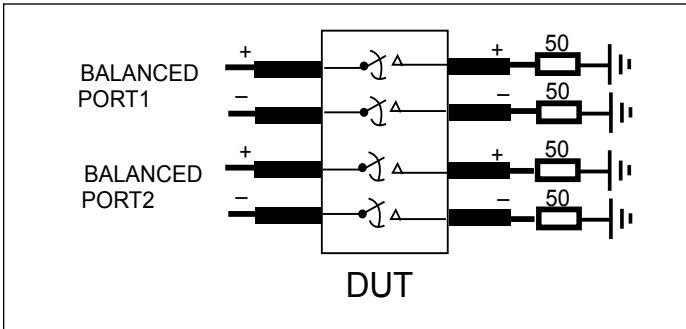 + + 50
BALANCED
PORT1
− − 50
+ + 50
BALANCED
PORT2
− − 50
DUT